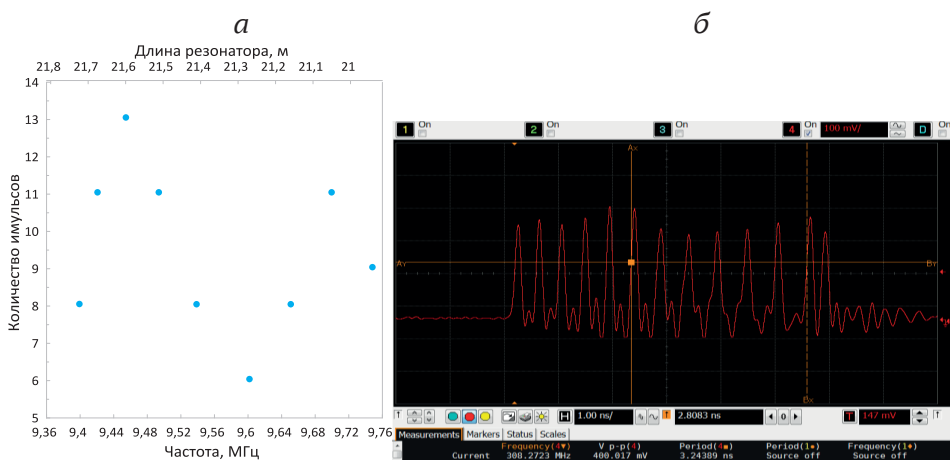 а
Длина резонатора, м
21,8 21,7 21,6 21,5 21,4 21,3 21,2 21,1 21
14
13
12
11
10
9
8
7
6
5
Количество имульсов
9,36 9,4 9,44 9,48 9,52 9,56 9,6 9,64 9,68 9,72 9,76
Частота, МГц
б
1 On 2 On 3 On 4 On 100 mV/ D On
Ax
Ay By
Bx
H 1.00 ns/ 2.8083 ns 0 T 147 mV
Measurements Markers Status Scales
Frequency(4▼) V p-p(4) Period(4■) Period(1♦) Frequency(1♦)
Current 308.2723 MHz 400.017 mV 3.24389 ns Source off Source off